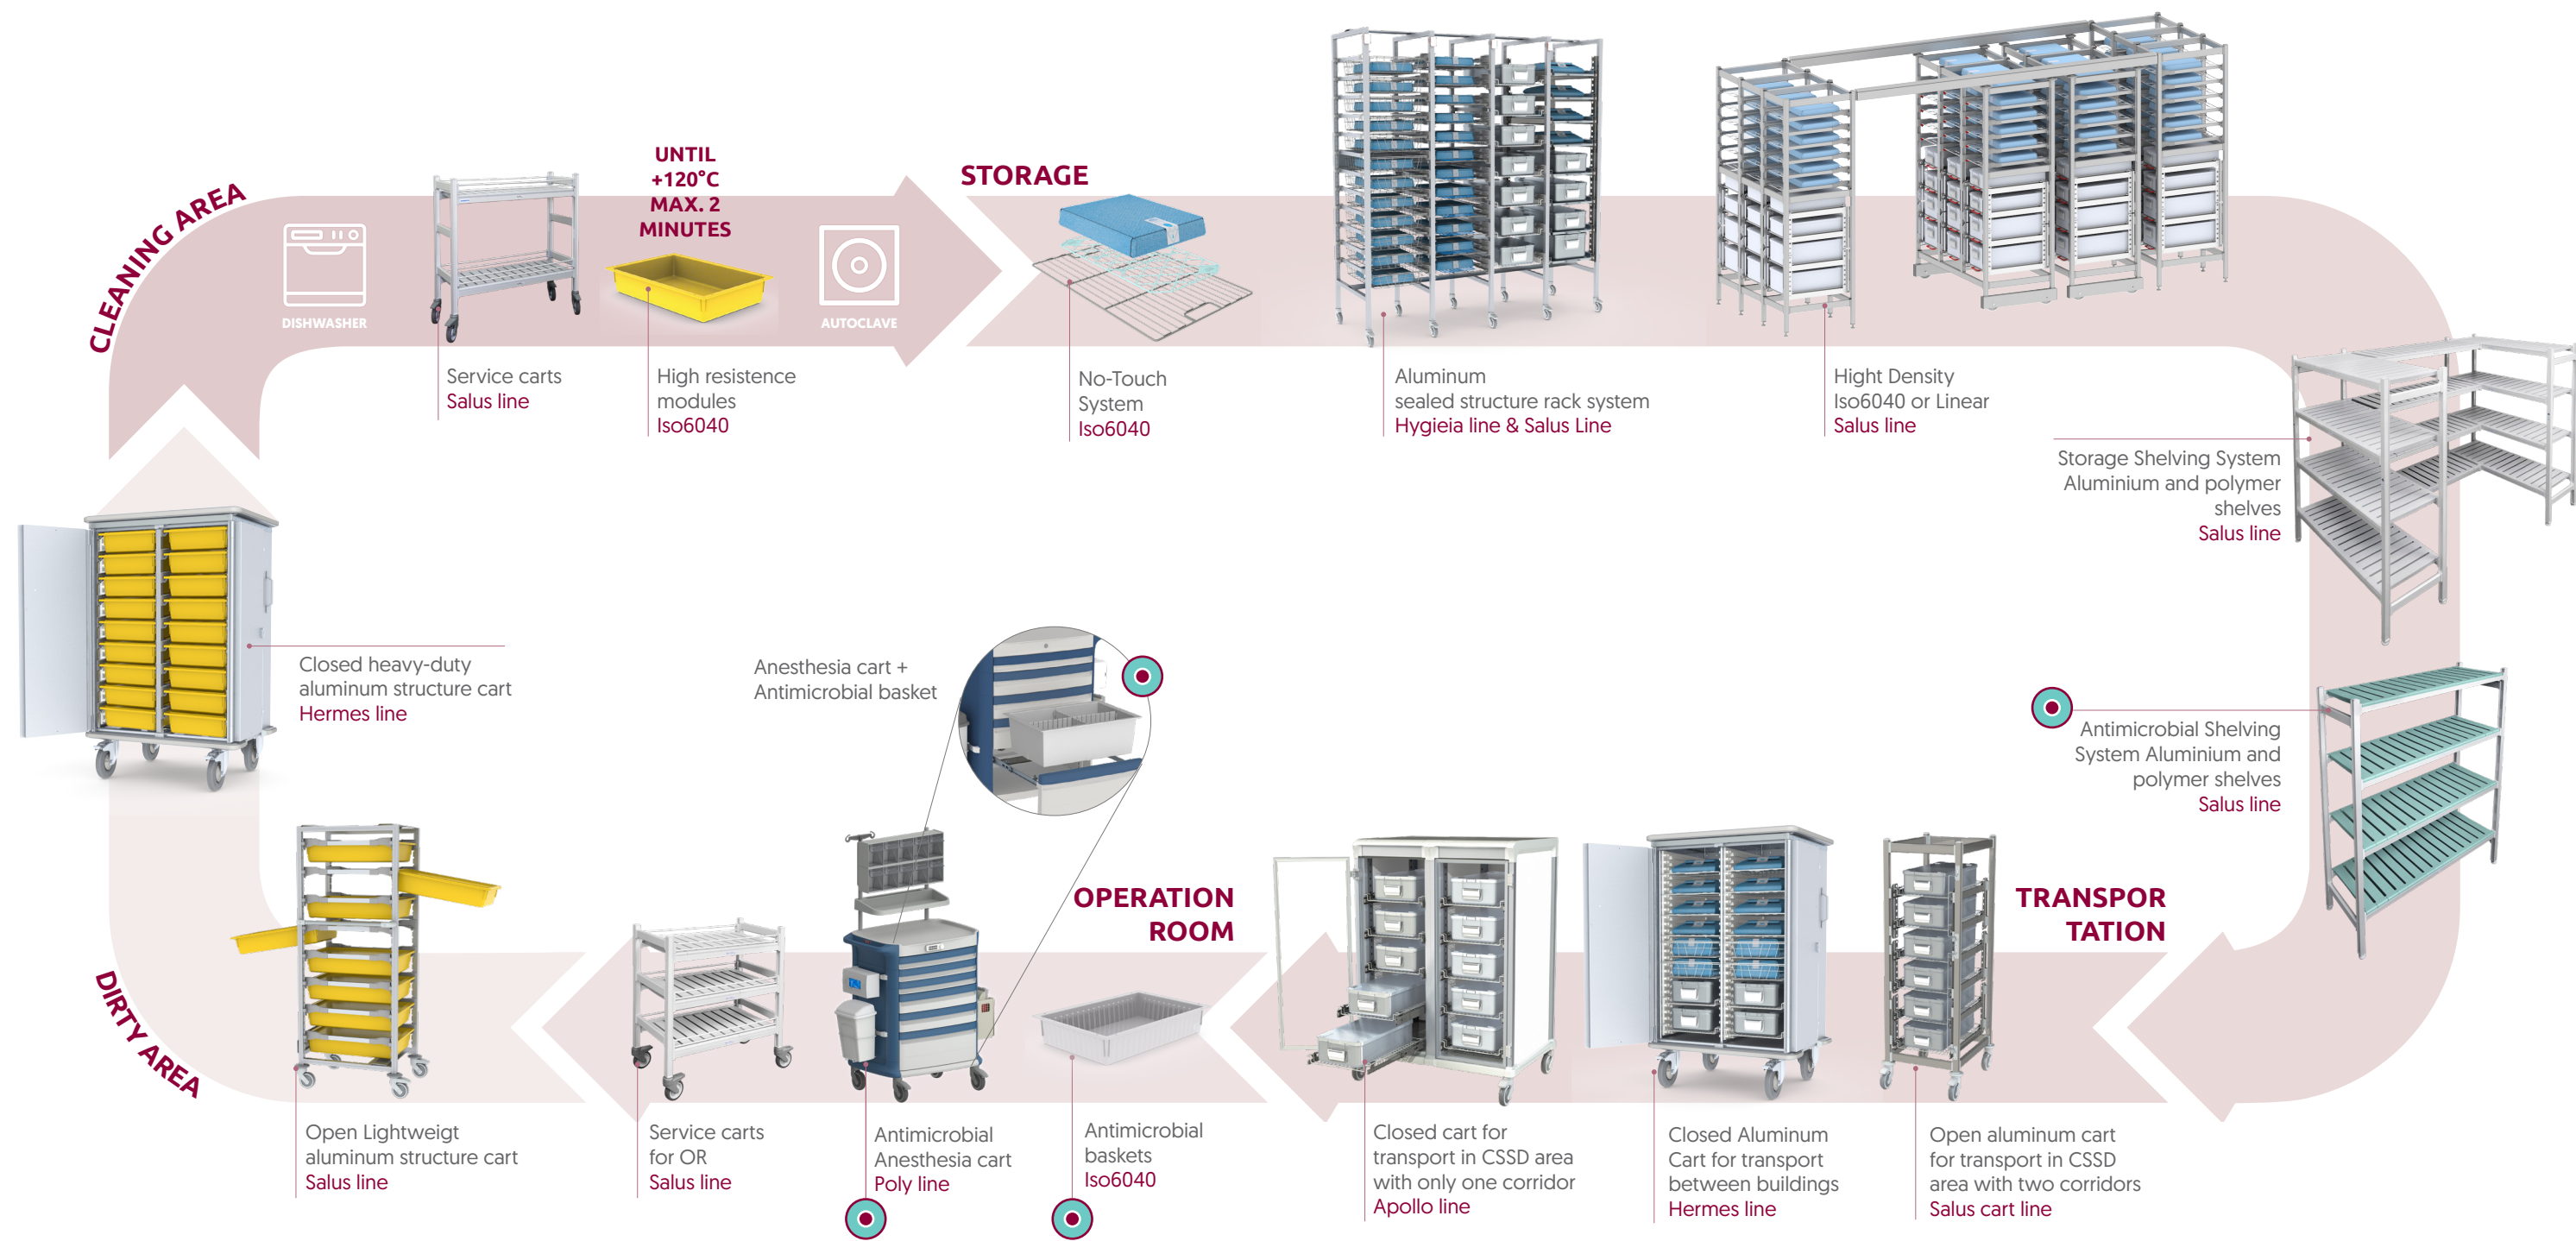 CLEANING AREA
DISHWASHER
UNTIL
+120°C
MAX. 2
MINUTES
AUTOCLAVE
Service carts
Salus line
High resistence
modules
Iso6040
STORAGE
No-Touch
System
Iso6040
Aluminum
sealed structure rack system
Hygieia line & Salus Line
Hight Density
Iso6040 or Linear
Salus line
Storage Shelving System
Aluminium and polymer
shelves
Salus line
Antimicrobial Shelving
System Aluminium and
polymer shelves
Salus line
TRANSPOR
TATION
Open aluminum cart
for transport in CSSD
area with two corridors
Salus cart line
Closed Aluminum
Cart for transport
between buildings
Hermes line
Closed cart for
transport in CSSD area
with only one corridor
Apollo line
OPERATION
ROOM
Antimicrobial
baskets
Iso6040
Anesthesia cart +
Antimicrobial basket
Antimicrobial
Anesthesia cart
Poly line
Service carts
for OR
Salus line
DIRTY AREA
Open Lightweigt
aluminum structure cart
Salus line
Closed heavy-duty
aluminum structure cart
Hermes line